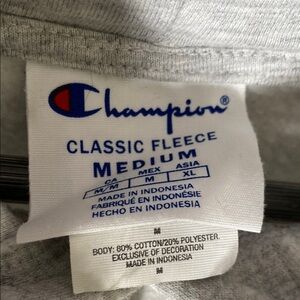 Champion®
CLASSIC FLEECE
MEDIUM
CA MEX ASIA
M/M M XL
MADE IN INDONESIA
FABRIQUÉ EN INDONÉSIE
HECHO EN INDONESIA
M
BODY: 80% COTTON/20% POLYESTER
EXCLUSIVE OF DECORATION
MADE IN INDONESIA
M